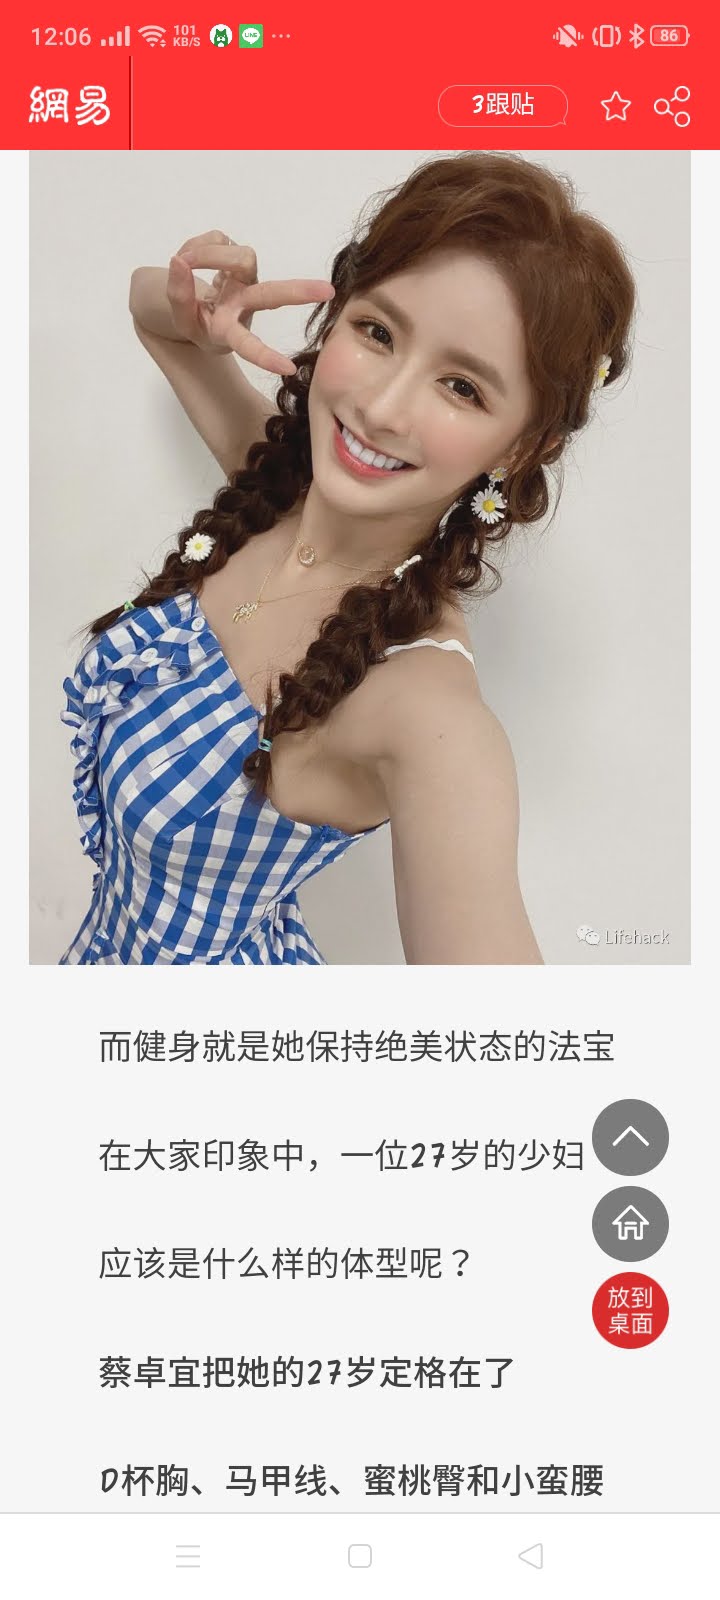 12:06
101
KB/S
LINE
86
網易
3跟贴
Lifehack
而健身就是她保持绝美状态的法宝
在大家印象中，一位27岁的少妇
应该是什么样的体型呢？
放到
桌面
蔡卓宜把她的27岁定格在了
D杯胸、马甲线、蜜桃臀和小蛮腰